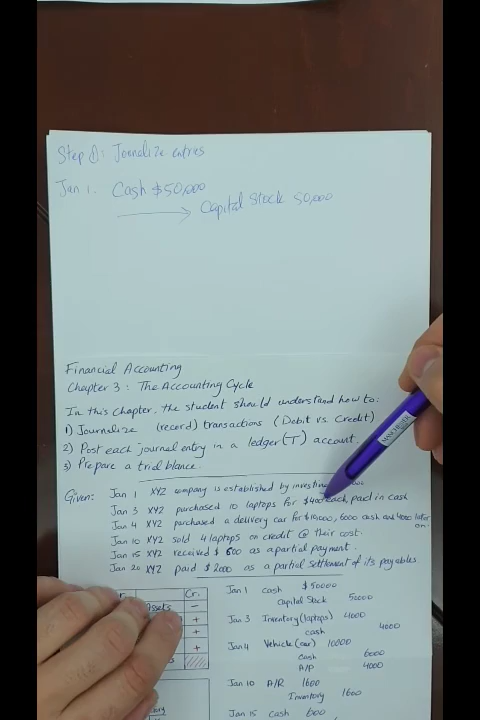 Step ①: Jornalize entries
Jan 1. Cash $50,000
→ Capital Stock 50,000
Financial Accounting
Chapter 3: The Accounting Cycle
In this Chapter, the student should understand how to:
1) Journalize (record) transactions (Debit vs. Credit)
2) Post each journal entry in a ledger (T) account.
3) Prepare a trial blance.
Given: Jan 1 XYZ company is established by investing
Jan 3 XYZ purchased 10 laptops for $400 each, paid in cash
Jan 4 XYZ purchased a delivery car for $10,000, 6000 cash and 4000 later on.
Jan 10 XYZ sold 4 laptops on credit @ their cost.
Jan 15 XYZ received $ 600 as a partial payment.
Jan 20 XYZ paid $ 2000 as a partial settlement of its payables
Cr.
Assets -
+
+
+
Jan 1 cash $ 50000
Capital Stock 50000
Jan 3 Inventory (laptops) 4000
cash 4000
Jan 4 Vehicle (car) 10000
Cash 6000
A/P 4000
Jan 10 A/R 1600
Inventory 1600
Jan 15 cash 600